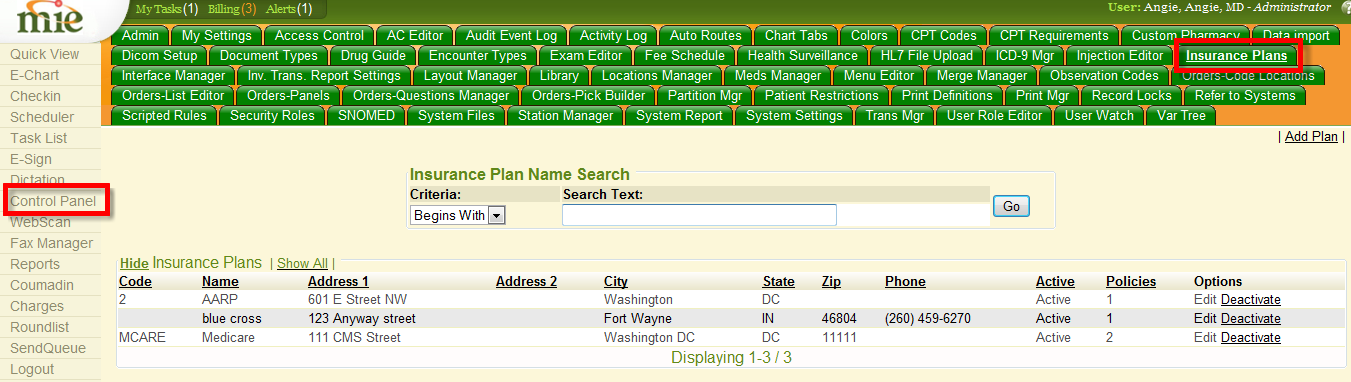 mie
My Tasks(1) Billing(3) Alerts(1)
User: Angie, Angie, MD - Administrator
Quick View
E-Chart
Checkin
Scheduler
Task List
E-Sign
Dictation
Control Panel
WebScan
Fax Manager
Reports
Coumadin
Charges
Roundlist
SendQueue
Logout
Admin My Settings Access Control AC Editor Audit Event Log Activity Log Auto Routes Chart Tabs Colors CPT Codes CPT Requirements Custom Pharmacy Data import
Dicom Setup Document Types Drug Guide Encounter Types Exam Editor Fee Schedule Health Surveillance HL7 File Upload ICD-9 Mgr Injection Editor Insurance Plans
Interface Manager Inv. Trans. Report Settings Layout Manager Library Locations Manager Meds Manager Menu Editor Merge Manager Observation Codes Orders-Code Locations
Orders-List Editor Orders-Panels Orders-Questions Manager Orders-Pick Builder Partition Mgr Patient Restrictions Print Definitions Print Mgr Record Locks Refer to Systems
Scripted Rules Security Roles SNOMED System Files Station Manager System Report System Settings Trans Mgr User Role Editor User Watch Var Tree
| Add Plan |
Insurance Plan Name Search
Criteria: Search Text:
Begins With Go
Hide Insurance Plans | Show All |
Code Name Address 1 Address 2 City State Zip Phone Active Policies Options
2 AARP 601 E Street NW Washington DC Active 1 Edit Deactivate
blue cross 123 Anyway street Fort Wayne IN 46804 (260) 459-6270 Active 1 Edit Deactivate
MCARE Medicare 111 CMS Street Washington DC DC 11111 Active 2 Edit Deactivate
Displaying 1-3 / 3